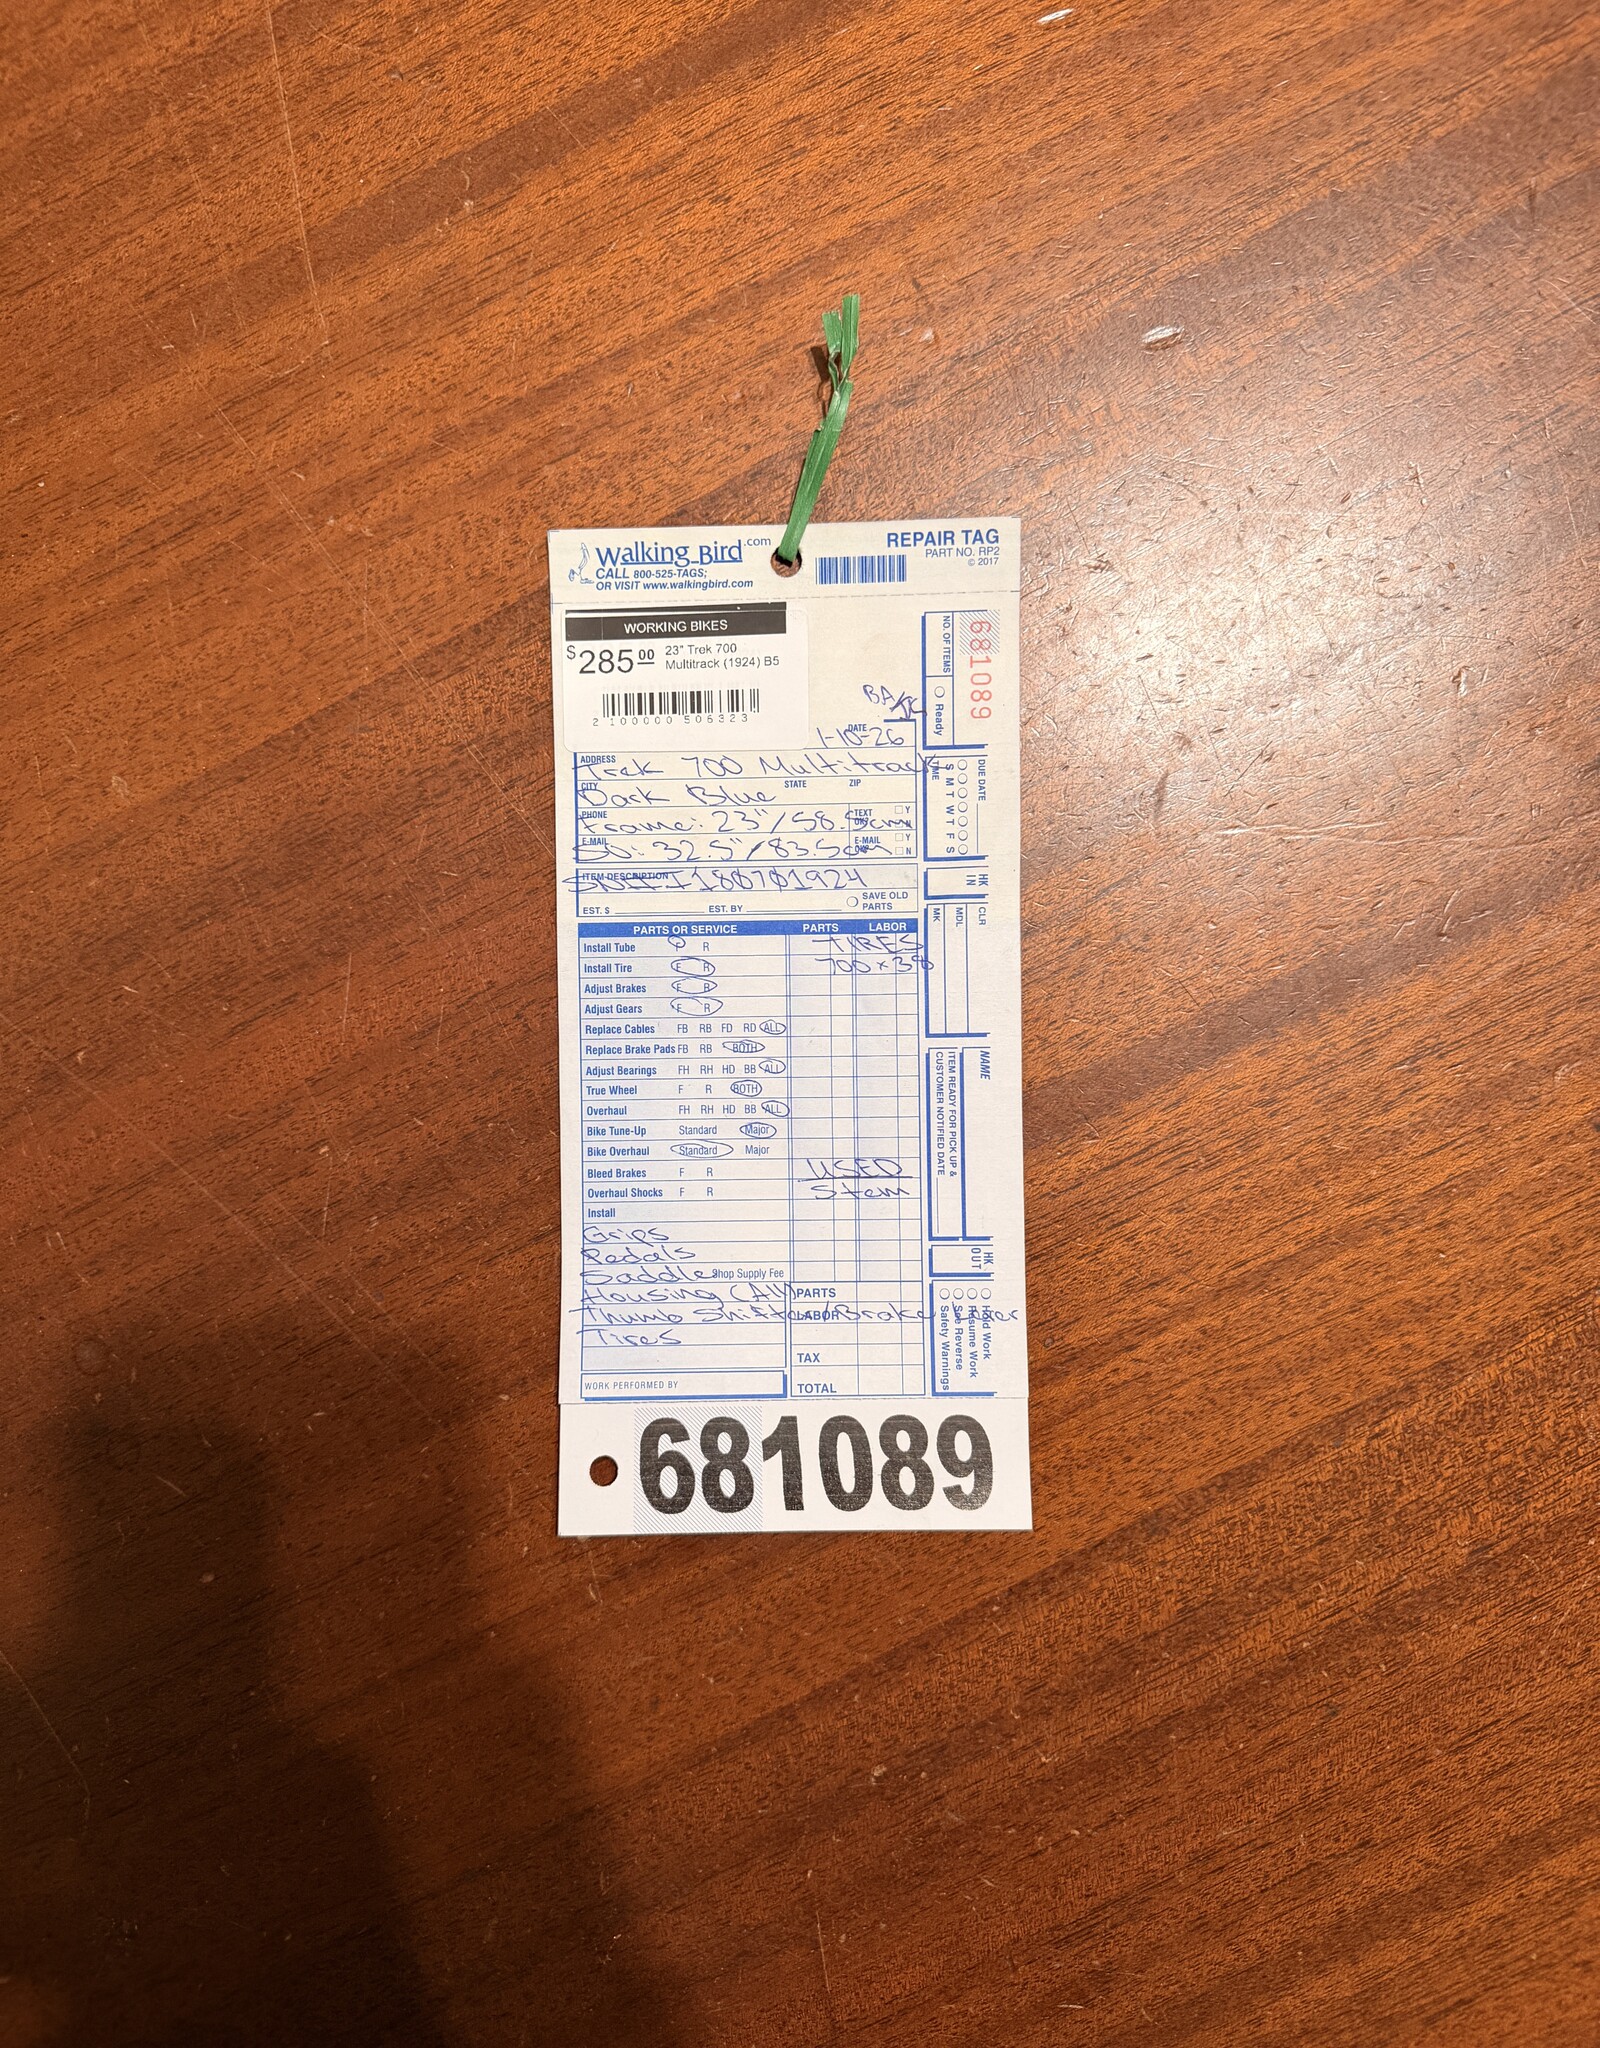 Walking Bird.com
CALL 800-525-TAGS;
OR VISIT www.walkingbird.com
REPAIR TAG
PART NO. RP2
© 2017
WORKING BIKES
$285.00 23" Trek 700
Multitrack (1924) B5
2 100000 506323
681089
NO. OF ITEMS
Ready
BA/
DATE
1-10-26
ADDRESS
Trek 700 Multitrack
CITY STATE ZIP
Dark Blue
PHONE TEXT Y
Frame: 23"/58.5cm N
E-MAIL E-MAIL Y
SO: 32.5"/83.5cm N
ITEM DESCRIPTION
SAVE OLD
PARTS
EST. $ EST. BY
DUE DATE
S M T W T F S
TIME
HK
IN
CLR
MDL
MK
PARTS OR SERVICE PARTS LABOR
Install Tube F R TIRES
Install Tire F R 700 x 38
Adjust Brakes F R
Adjust Gears F R
Replace Cables FB RB FD RD ALL
Replace Brake Pads FB RB BOTH
Adjust Bearings FH RH HD BB ALL
True Wheel F R BOTH
Overhaul FH RH HD BB ALL
Bike Tune-Up Standard Major
Bike Overhaul Standard Major
Bleed Brakes F R USED
Overhaul Shocks F R Stem
Install
Grips
Pedals
Saddle Shop Supply Fee
Housing (All) PARTS
Thumb Shifter/Brake Lever
LABOR
Tires
TAX
WORK PERFORMED BY
TOTAL
NAME
ITEM READY FOR PICK UP &
CUSTOMER NOTIFIED DATE
HK
OUT
Hold Work
Resume Work
See Reverse
Safety Warnings
681089